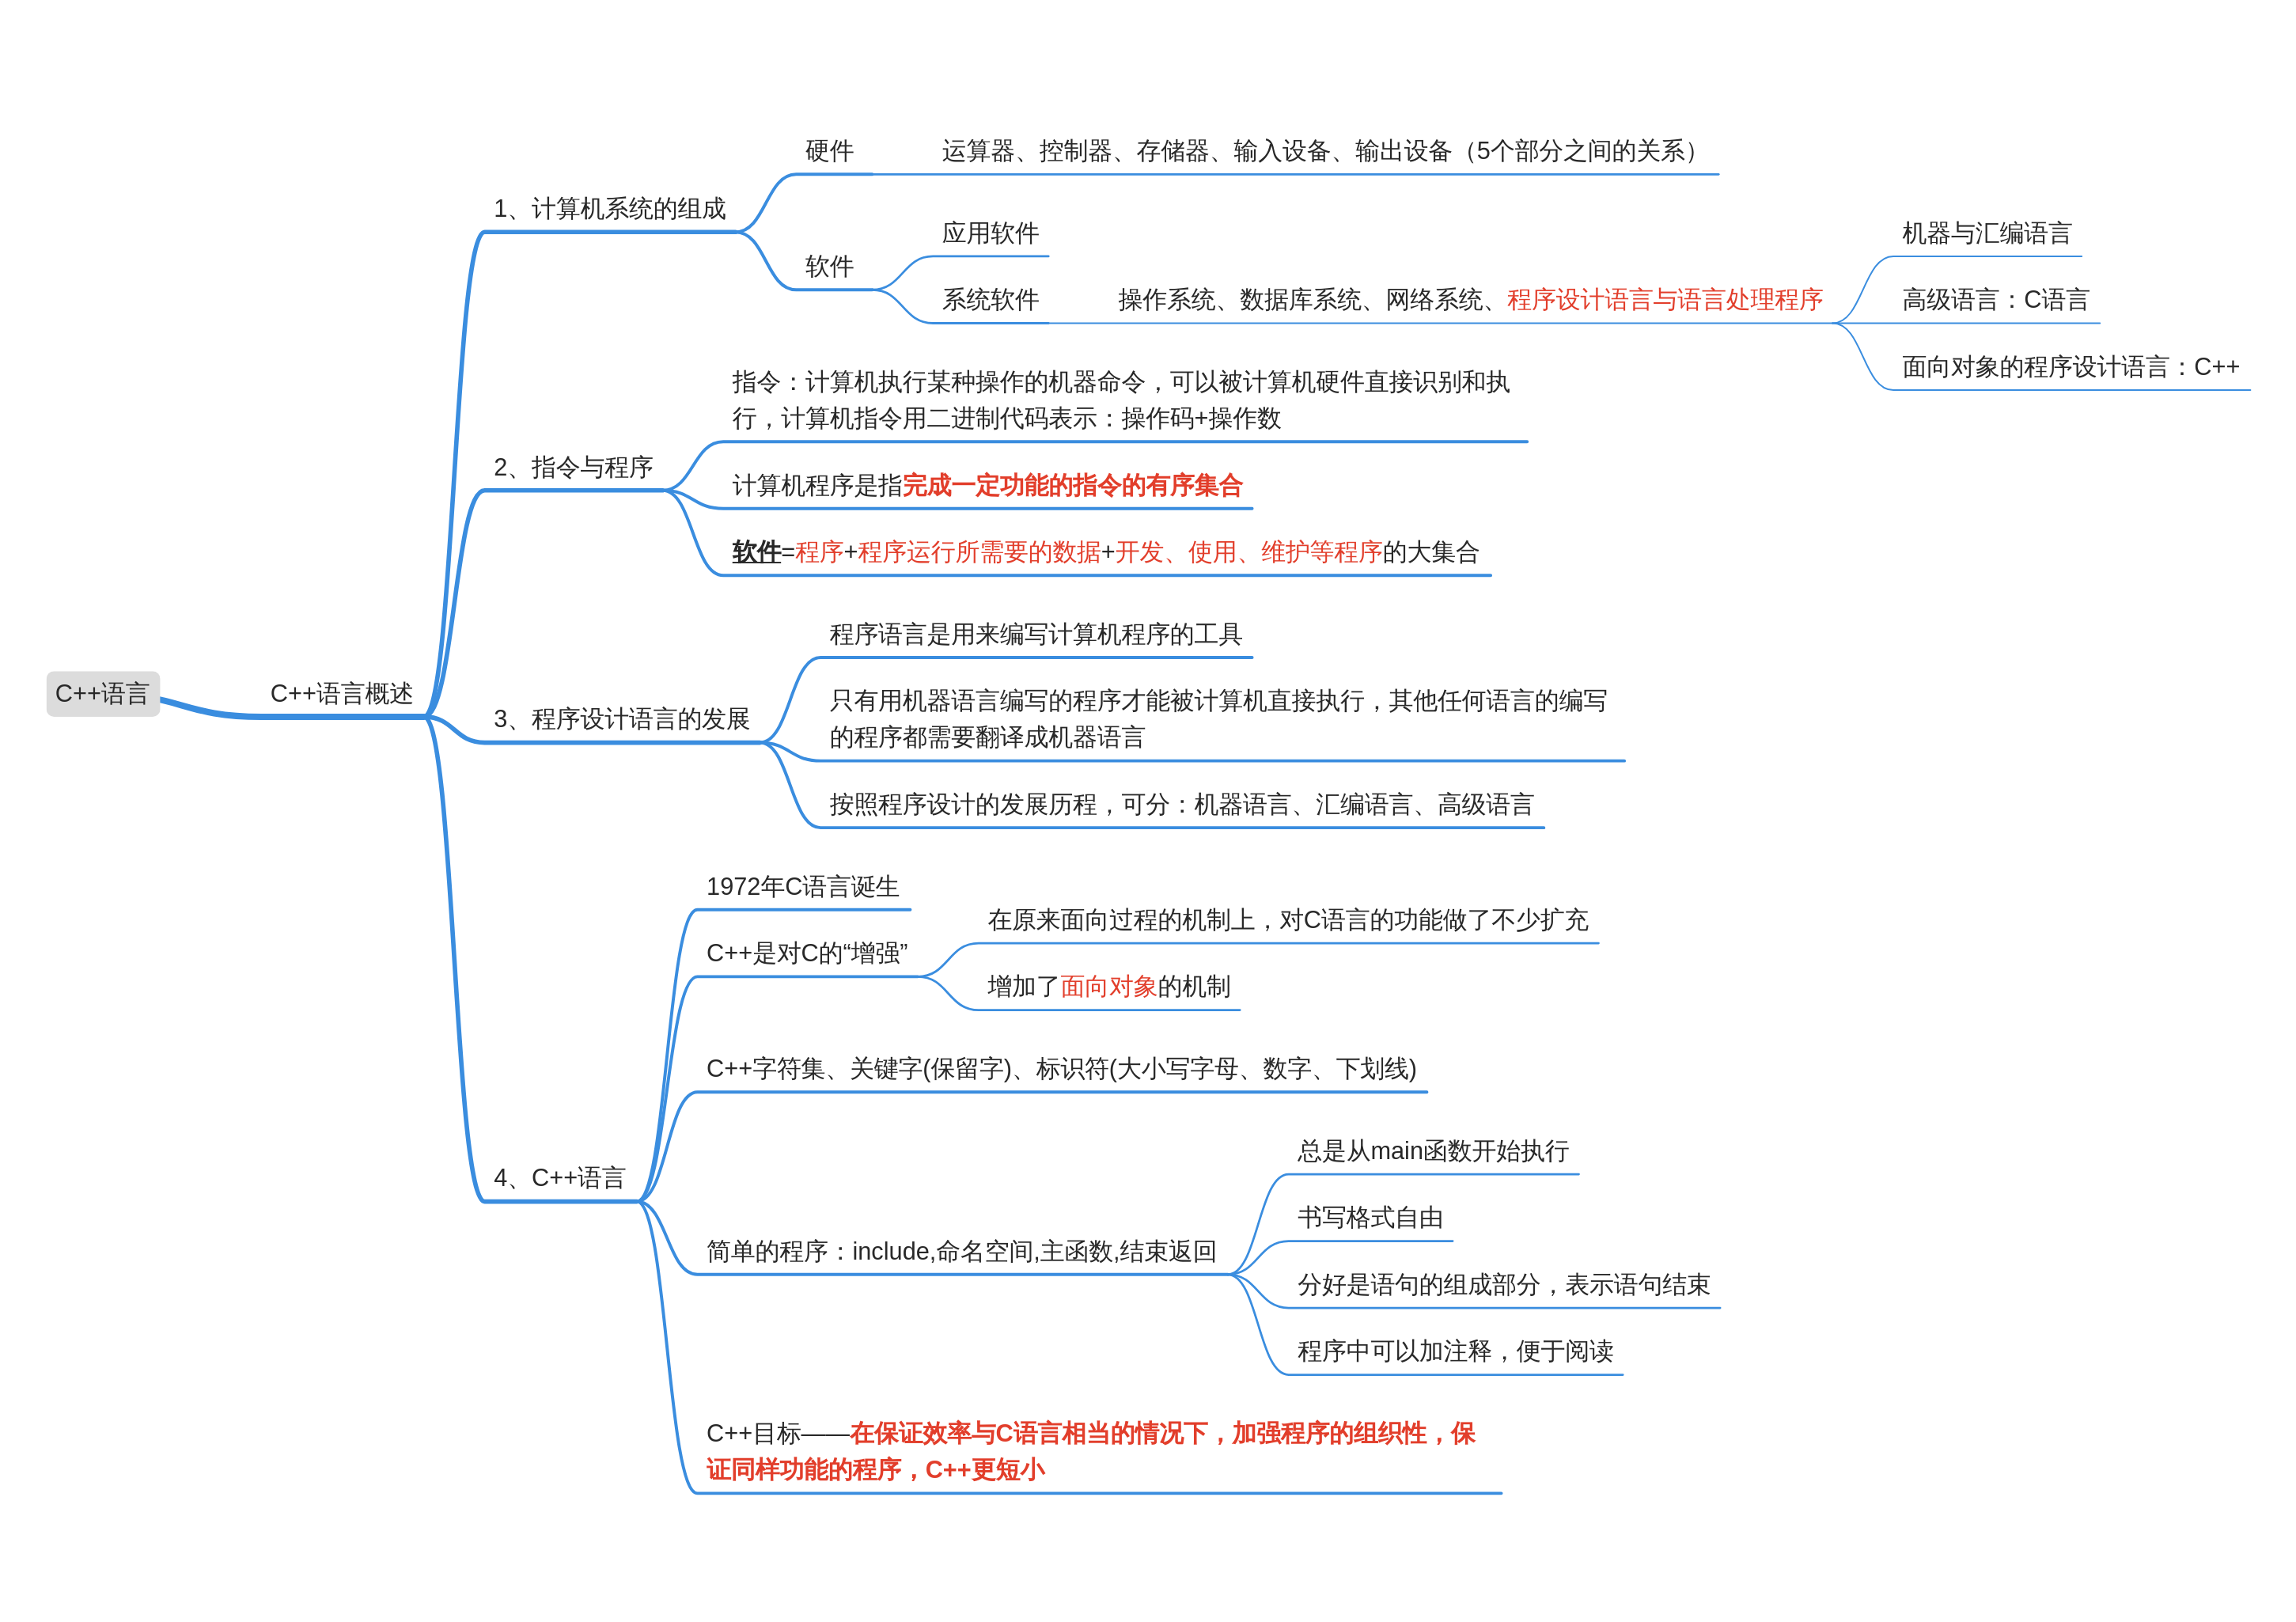 C++语言
C++语言概述
1、计算机系统的组成
硬件
运算器、控制器、存储器、输入设备、输出设备（5个部分之间的关系）
软件
应用软件
系统软件
操作系统、数据库系统、网络系统、程序设计语言与语言处理程序
机器与汇编语言
高级语言：C语言
面向对象的程序设计语言：C++
2、指令与程序
指令：计算机执行某种操作的机器命令，可以被计算机硬件直接识别和执
行，计算机指令用二进制代码表示：操作码+操作数
计算机程序是指完成一定功能的指令的有序集合
软件=程序+程序运行所需要的数据+开发、使用、维护等程序的大集合
3、程序设计语言的发展
程序语言是用来编写计算机程序的工具
只有用机器语言编写的程序才能被计算机直接执行，其他任何语言的编写
的程序都需要翻译成机器语言
按照程序设计的发展历程，可分：机器语言、汇编语言、高级语言
4、C++语言
1972年C语言诞生
C++是对C的“增强”
在原来面向过程的机制上，对C语言的功能做了不少扩充
增加了面向对象的机制
C++字符集、关键字(保留字)、标识符(大小写字母、数字、下划线)
简单的程序：include,命名空间,主函数,结束返回
总是从main函数开始执行
书写格式自由
分好是语句的组成部分，表示语句结束
程序中可以加注释，便于阅读
C++目标——在保证效率与C语言相当的情况下，加强程序的组织性，保
证同样功能的程序，C++更短小